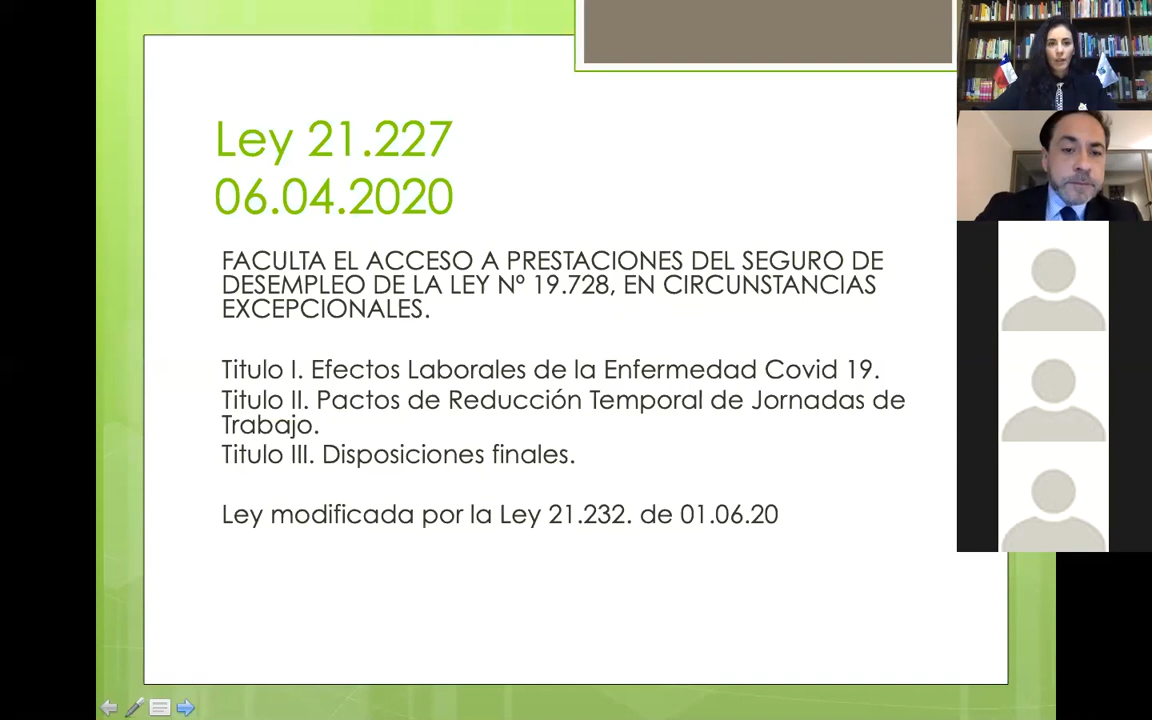 Ley 21.227
06.04.2020
FACULTA EL ACCESO A PRESTACIONES DEL SEGURO DE
DESEMPLEO DE LA LEY Nº 19.728, EN CIRCUNSTANCIAS
EXCEPCIONALES.
Titulo I. Efectos Laborales de la Enfermedad Covid 19.
Titulo II. Pactos de Reducción Temporal de Jornadas de
Trabajo.
Titulo III. Disposiciones finales.
Ley modificada por la Ley 21.232. de 01.06.20